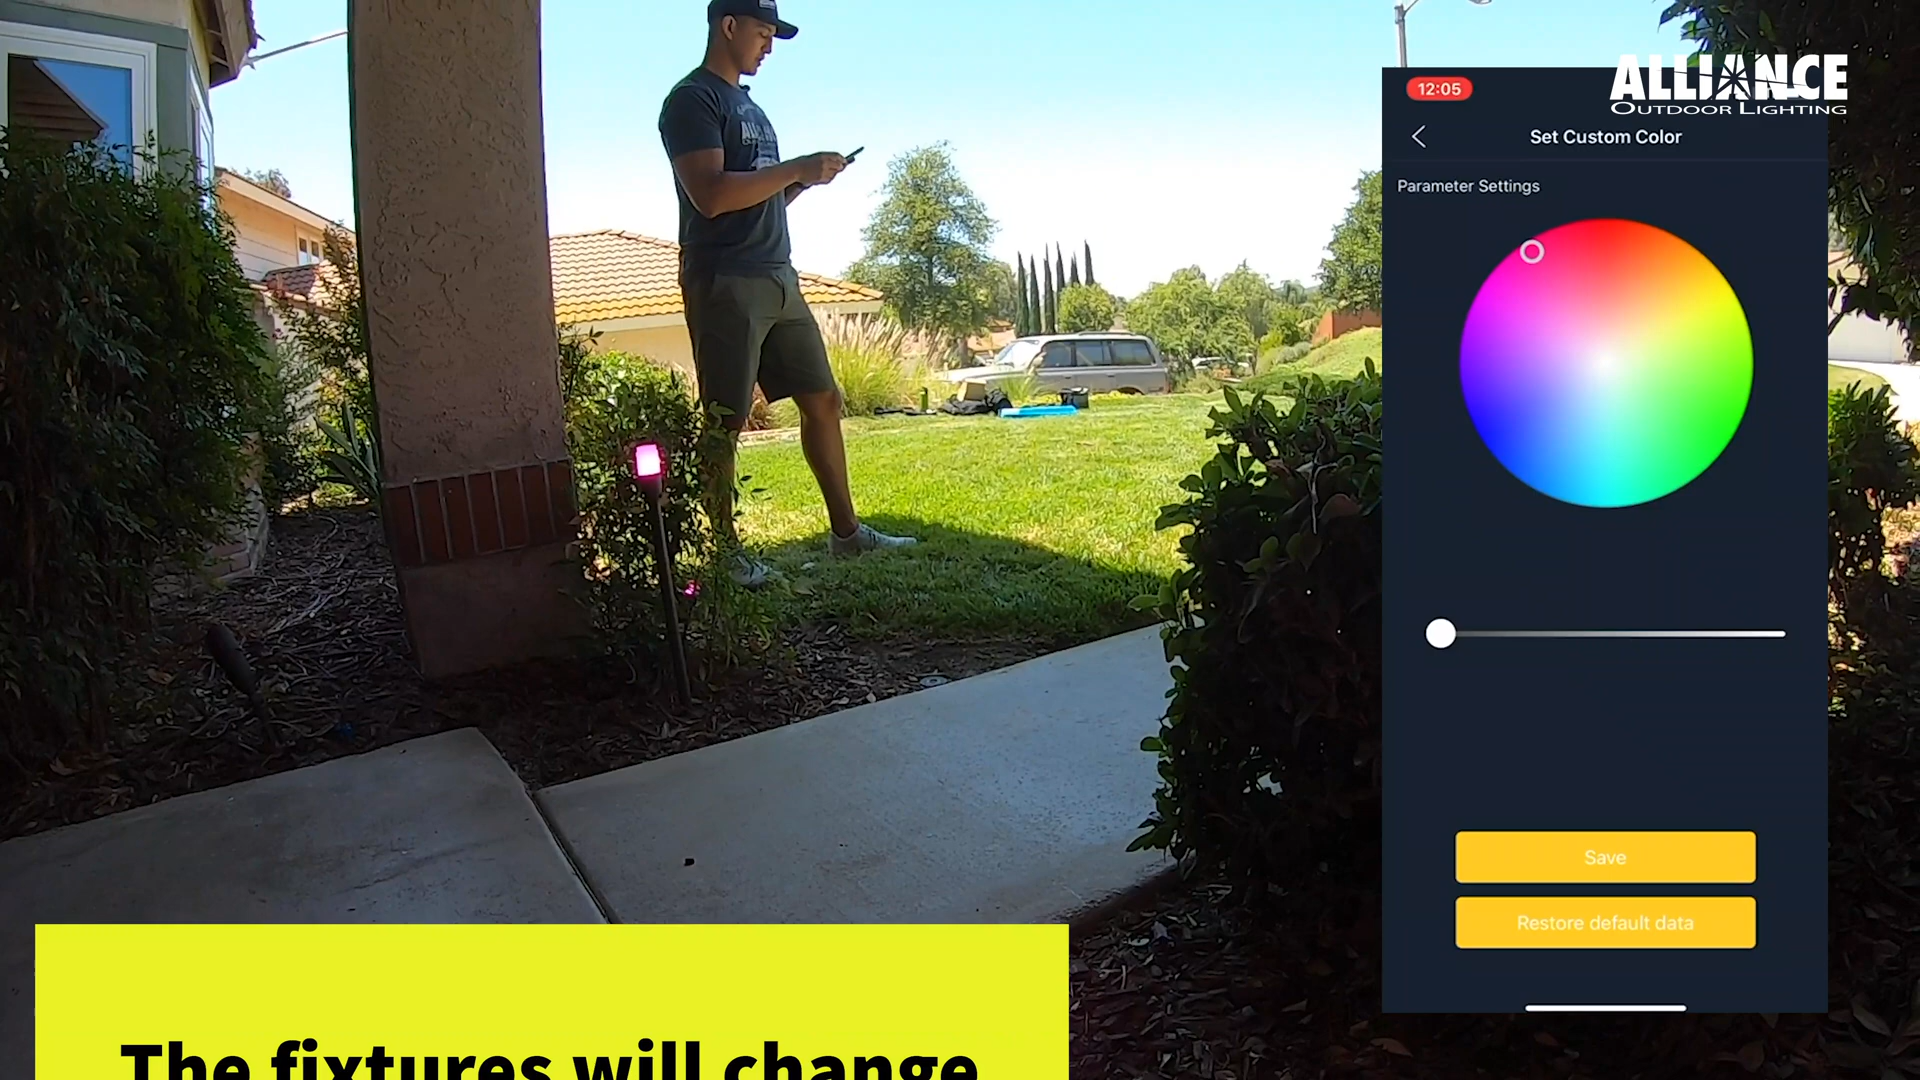 ALLIANCE
OUTDOOR LIGHTING
12:05
Set Custom Color
Parameter Settings
Save
Restore default data
The fixtures will change